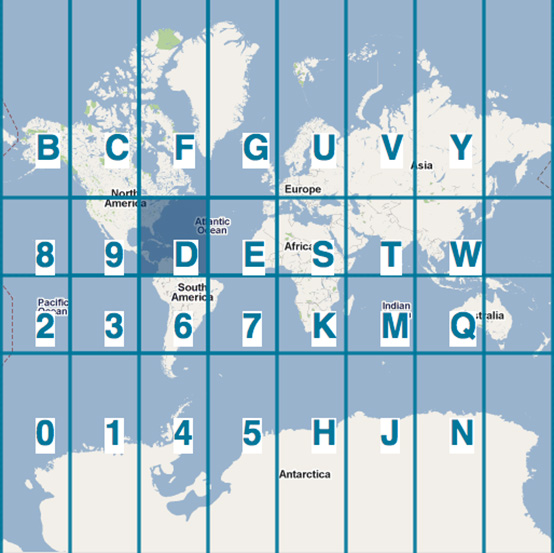 B C F G U V Y
Asia
North
America
Europe
Atlantic
Ocean
Africa
8 9 D E S T W
South
America
Pacific
Ocean
Indian
2 3 6 7 K M Q
stralia
0 1 4 5 H J N
Antarctica